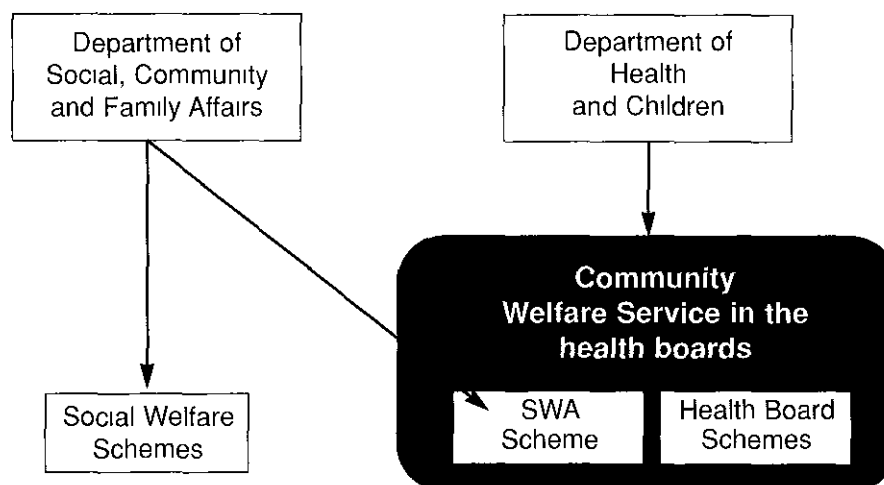 Department of
Social, Community
and Family Affairs
Department of
Health
and Children
Community
Welfare Service in the
health boards
Social Welfare
Schemes
SWA
Scheme
Health Board
Schemes